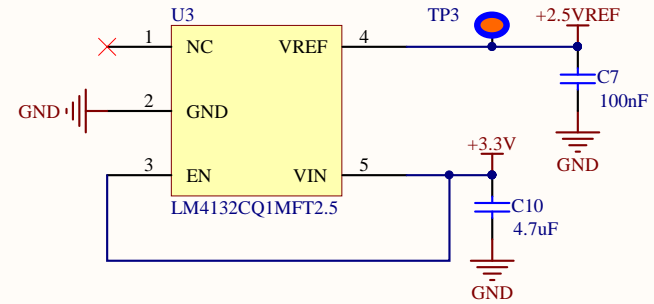 U3
TP3
+2.5VREF
1 NC VREF 4
C7
100nF
GND 2 GND
GND
+3.3V
3 EN VIN 5
LM4132CQ1MFT2.5
C10
4.7uF
GND